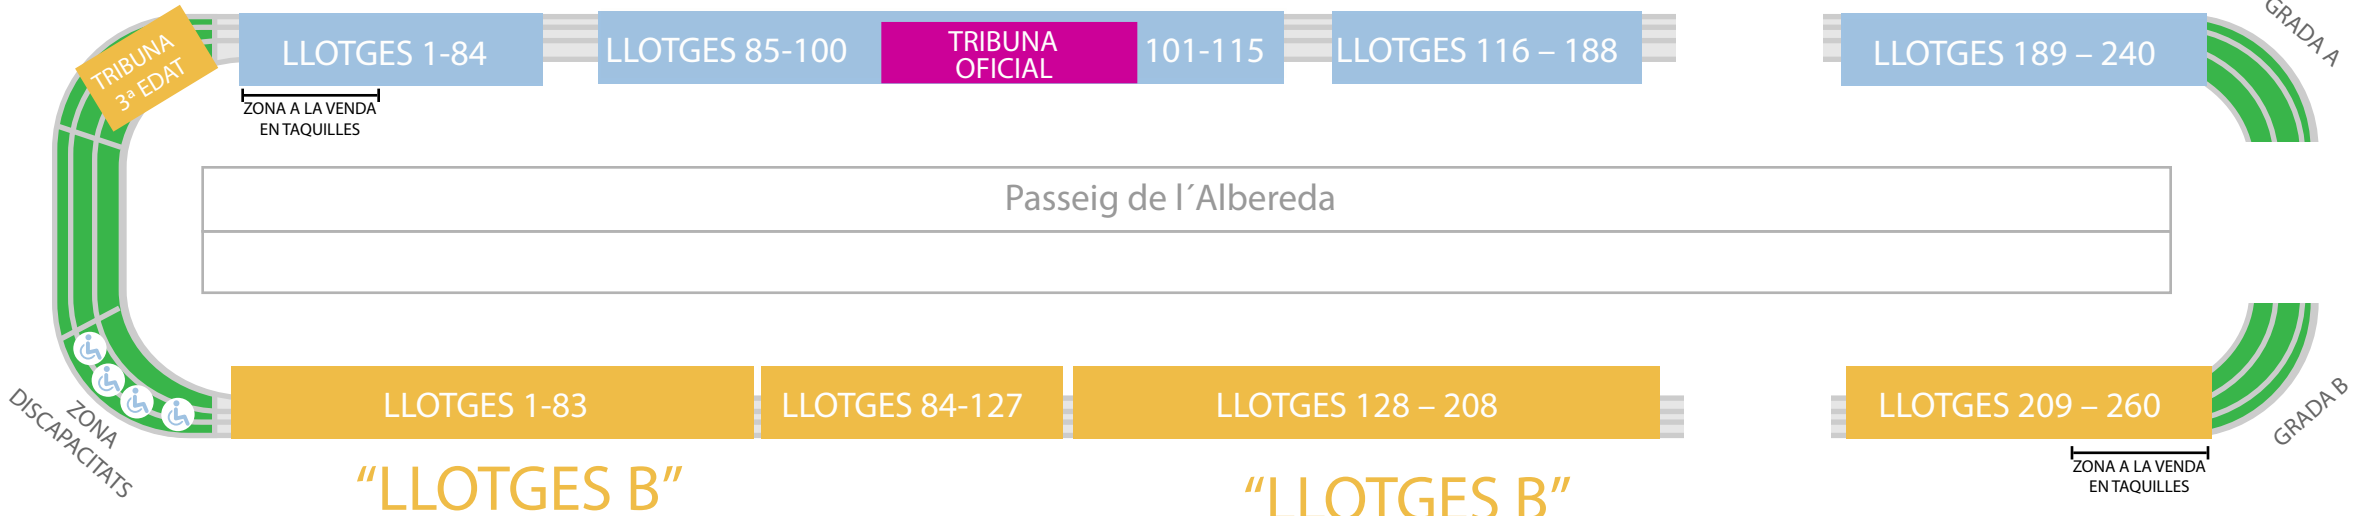 GRADA A
TRIBUNA
3ª EDAT
LLOTGES 1-84
LLOTGES 85-100
TRIBUNA
OFICIAL
101-115
LLOTGES 116 – 188
LLOTGES 189 – 240
ZONA A LA VENDA
EN TAQUILLES
Passeig de l´Albereda
LLOTGES 1-83
LLOTGES 84-127
LLOTGES 128 – 208
LLOTGES 209 – 260
ZONA
DISCAPACITATS
GRADA B
ZONA A LA VENDA
EN TAQUILLES
“LLOTGES B”
“LLOTGES B”